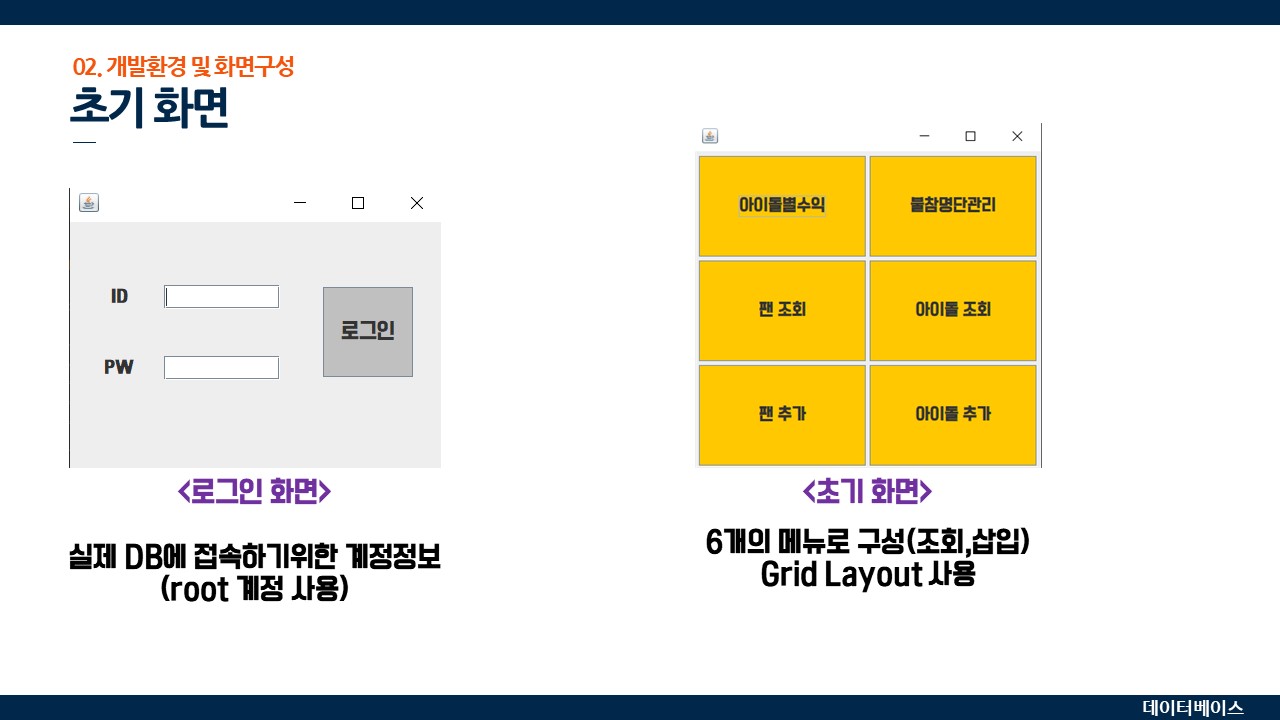 02. 개발환경 및 화면구성
초기 화면
ID
로그인
PW
<로그인 화면>
실제 DB에 접속하기위한 계정정보
(root 계정 사용)
아이돌별수익
불참명단관리
팬 조회
아이돌 조회
팬 추가
아이돌 추가
<초기 화면>
6개의 메뉴로 구성(조회,삽입)
Grid Layout 사용
데이터베이스